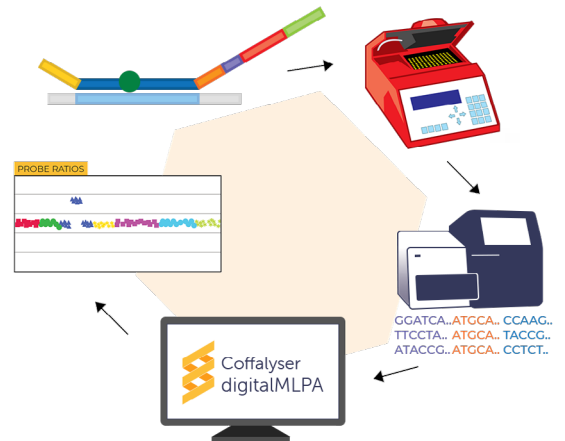 PROBE RATIOS
GGATCA..ATGCA.. CCAAG..
TTCCTA.. ATGCA.. TACCG..
ATACCG..ATGCA.. CCTCT..
Coffalyser
digitalMLPA